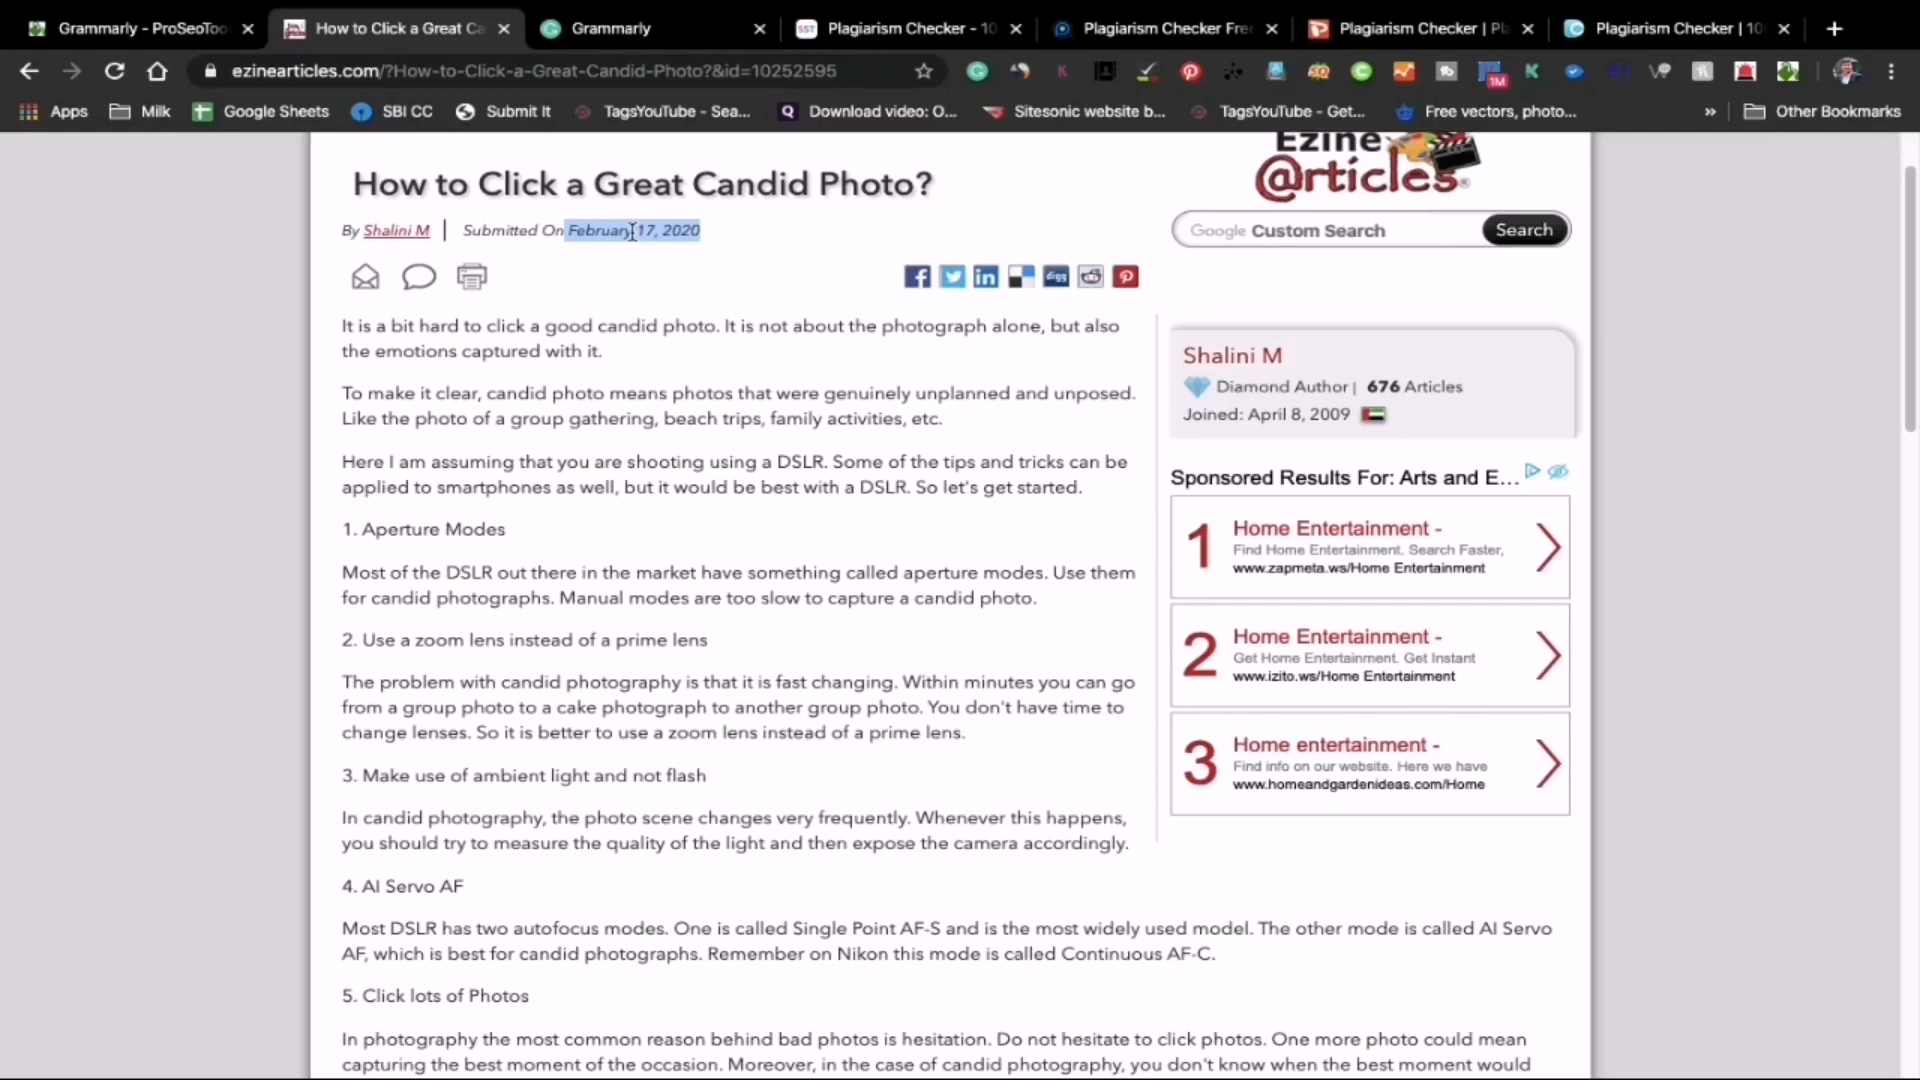 Grammarly - ProSeoToo
How to Click a Great Ca
Grammarly
SST
Plagiarism Checker - 10
Plagiarism Checker Free
Plagiarism Checker | Pl
Plagiarism Checker | 10
ezinearticles.com/?How-to-Click-a-Great-Candid-Photo?&id=10252595
1M
Apps
Milk
Google Sheets
SBI CC
Submit It
TagsYouTube - Sea...
Download video: O...
Sitesonic website b...
TagsYouTube - Get...
Free vectors, photo...
»
Other Bookmarks
Ezine
@rticles®
How to Click a Great Candid Photo?
By Shalini M | Submitted On February 17, 2020
Google Custom Search
Search
digg
It is a bit hard to click a good candid photo. It is not about the photograph alone, but also
the emotions captured with it.
To make it clear, candid photo means photos that were genuinely unplanned and unposed.
Like the photo of a group gathering, beach trips, family activities, etc.
Here I am assuming that you are shooting using a DSLR. Some of the tips and tricks can be
applied to smartphones as well, but it would be best with a DSLR. So let's get started.
1. Aperture Modes
Most of the DSLR out there in the market have something called aperture modes. Use them
for candid photographs. Manual modes are too slow to capture a candid photo.
2. Use a zoom lens instead of a prime lens
The problem with candid photography is that it is fast changing. Within minutes you can go
from a group photo to a cake photograph to another group photo. You don't have time to
change lenses. So it is better to use a zoom lens instead of a prime lens.
3. Make use of ambient light and not flash
In candid photography, the photo scene changes very frequently. Whenever this happens,
you should try to measure the quality of the light and then expose the camera accordingly.
4. AI Servo AF
Most DSLR has two autofocus modes. One is called Single Point AF-S and is the most widely used model. The other mode is called AI Servo
AF, which is best for candid photographs. Remember on Nikon this mode is called Continuous AF-C.
5. Click lots of Photos
In photography the most common reason behind bad photos is hesitation. Do not hesitate to click photos. One more photo could mean
capturing the best moment of the occasion. Moreover, in the case of candid photography, you don't know when the best moment would
Shalini M
Diamond Author | 676 Articles
Joined: April 8, 2009
Sponsored Results For: Arts and E...
1
Home Entertainment -
Find Home Entertainment. Search Faster,
www.zapmeta.ws/Home Entertainment
2
Home Entertainment -
Get Home Entertainment. Get Instant
www.izito.ws/Home Entertainment
3
Home entertainment -
Find info on our website. Here we have
www.homeandgardenideas.com/Home